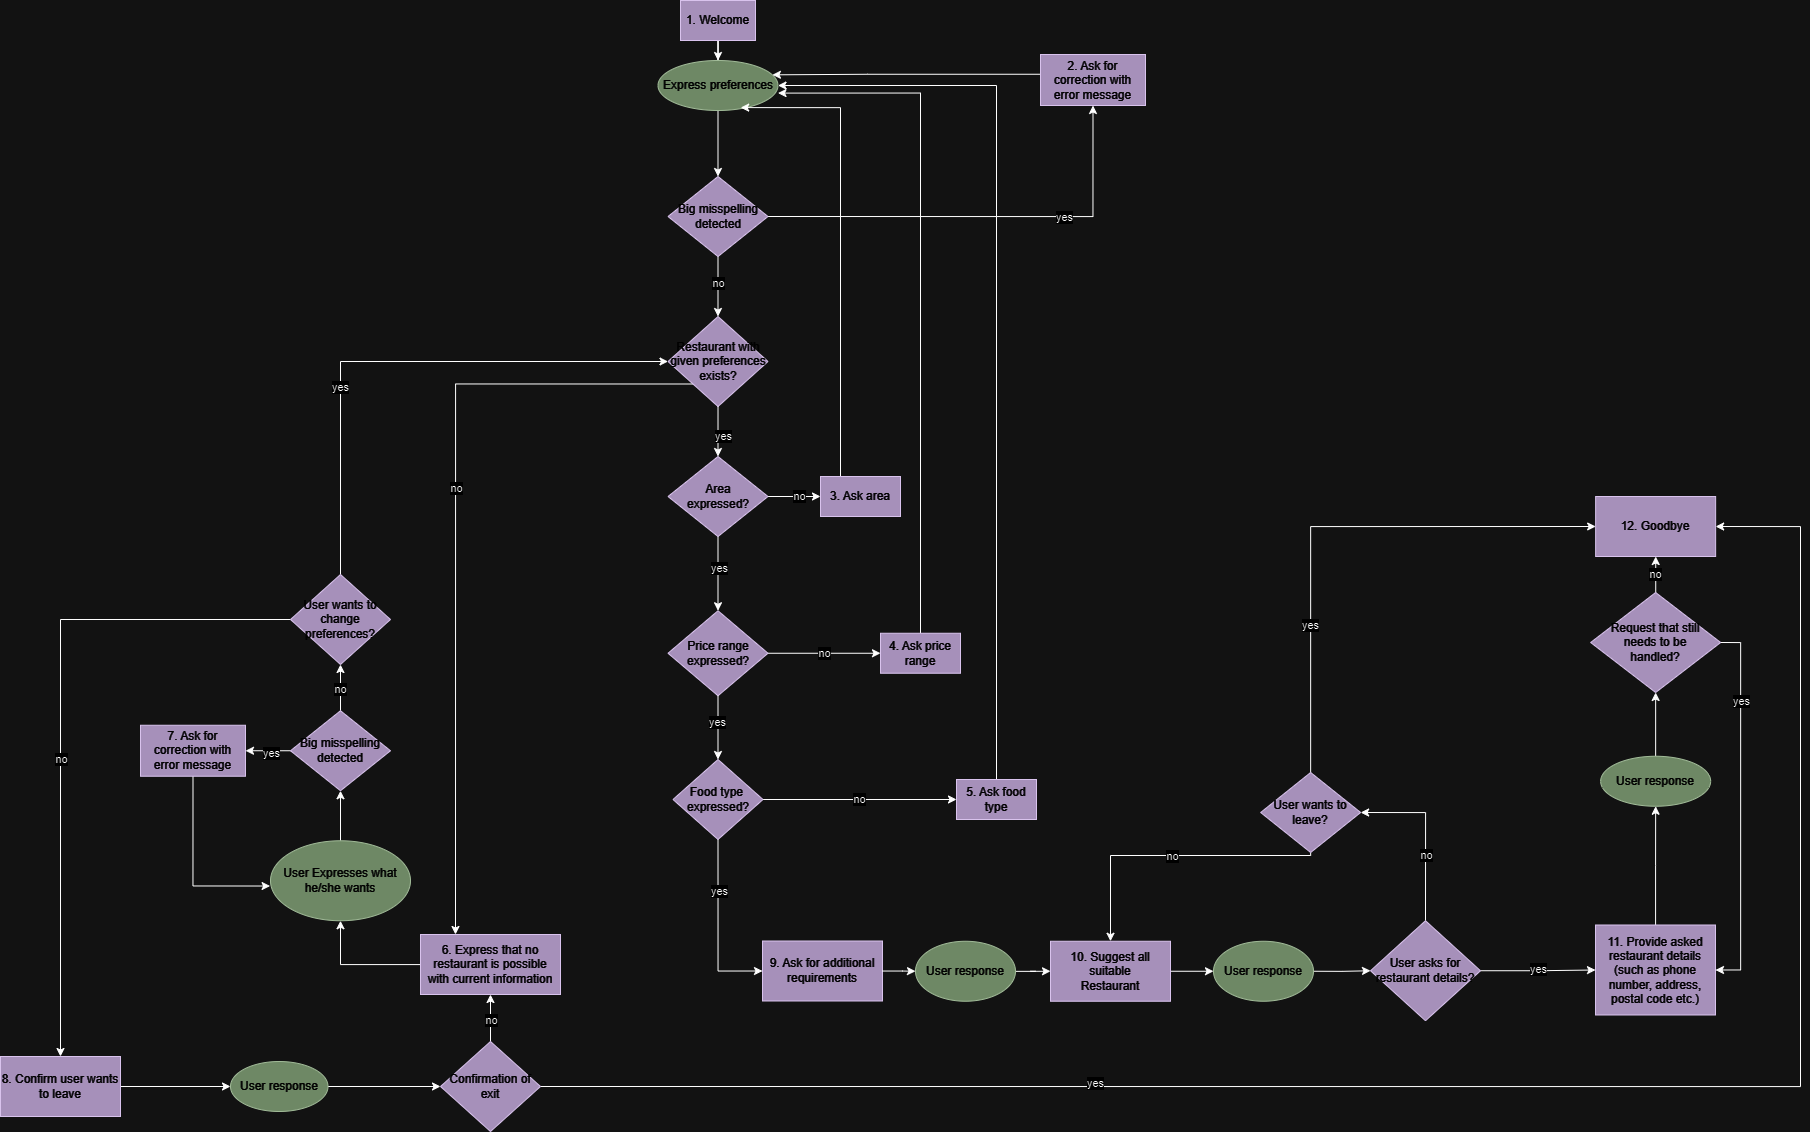 1. Welcome
Express preferences
2. Ask for
correction with
error message
Big misspelling
detected
yes
no
Restaurant with
given preferences
exists?
yes
no
yes
Area
expressed?
no
3. Ask area
yes
Price range
expressed?
no
4. Ask price
range
yes
Food type
expressed?
no
5. Ask food
type
yes
User wants to
change
preferences?
no
no
Big misspelling
detected
yes
7. Ask for
correction with
error message
User Expresses what
he/she wants
6. Express that no
restaurant is possible
with current information
no
8. Confirm user wants
to leave
User response
Confirmation of
exit
yes
9. Ask for additional
requirements
User response
10. Suggest all
suitable
Restaurant
User response
User asks for
restaurant details?
yes
no
User wants to
leave?
no
yes
11. Provide asked
restaurant details
(such as phone
number, address,
postal code etc.)
User response
Request that still
needs to be
handled?
yes
no
12. Goodbye